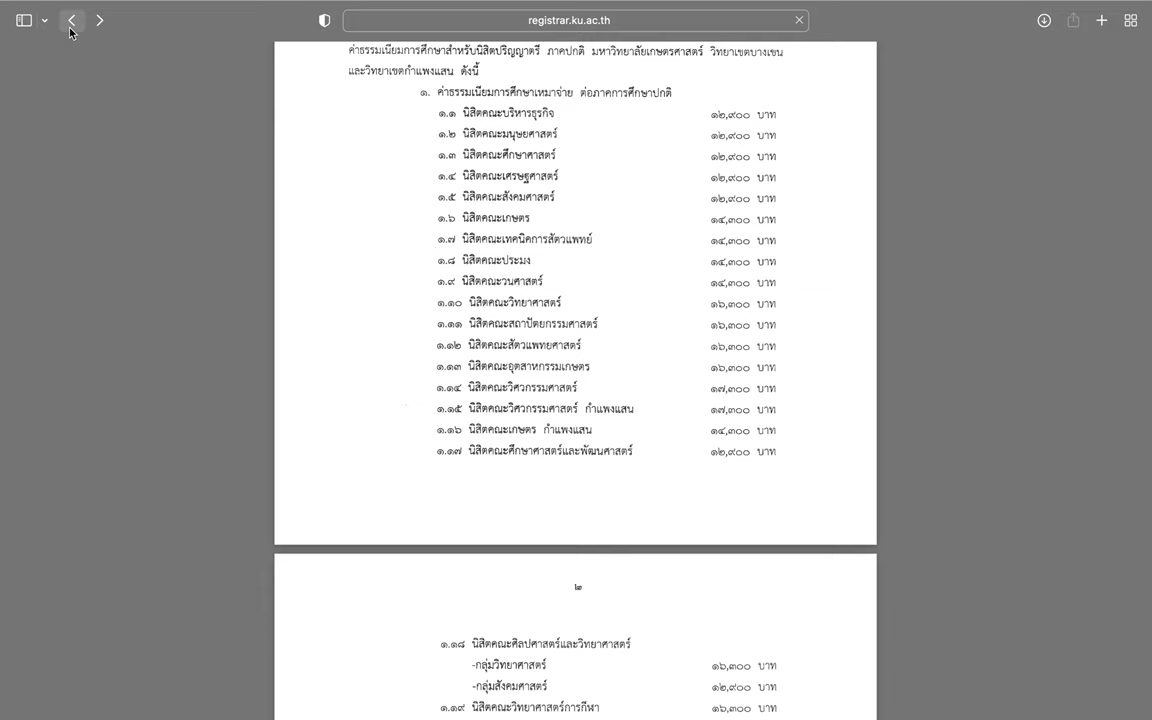 registrar.ku.ac.th
ค่าธรรมเนียมการศึกษาสำหรับนิสิตปริญญาตรี ภาคปกติ มหาวิทยาลัยเกษตรศาสตร์ วิทยาเขตบางเขน
และวิทยาเขตกำแพงแสน ดังนี้
๑. ค่าธรรมเนียมการศึกษาเหมาจ่าย ต่อภาคการศึกษาปกติ
๑.๑ นิสิตคณะบริหารธุรกิจ ๑๒,๙๐๐ บาท
๑.๒ นิสิตคณะมนุษยศาสตร์ ๑๒,๙๐๐ บาท
๑.๓ นิสิตคณะศึกษาศาสตร์ ๑๒,๙๐๐ บาท
๑.๔ นิสิตคณะเศรษฐศาสตร์ ๑๒,๙๐๐ บาท
๑.๕ นิสิตคณะสังคมศาสตร์ ๑๒,๙๐๐ บาท
๑.๖ นิสิตคณะเกษตร ๑๔,๓๐๐ บาท
๑.๗ นิสิตคณะเทคนิคการสัตวแพทย์ ๑๔,๓๐๐ บาท
๑.๘ นิสิตคณะประมง ๑๔,๓๐๐ บาท
๑.๙ นิสิตคณะวนศาสตร์ ๑๔,๓๐๐ บาท
๑.๑๐ นิสิตคณะวิทยาศาสตร์ ๑๖,๓๐๐ บาท
๑.๑๑ นิสิตคณะสถาปัตยกรรมศาสตร์ ๑๖,๓๐๐ บาท
๑.๑๒ นิสิตคณะสัตวแพทยศาสตร์ ๑๖,๓๐๐ บาท
๑.๑๓ นิสิตคณะอุตสาหกรรมเกษตร ๑๖,๓๐๐ บาท
๑.๑๔ นิสิตคณะวิศวกรรมศาสตร์ ๑๗,๓๐๐ บาท
๑.๑๕ นิสิตคณะวิศวกรรมศาสตร์ กำแพงแสน ๑๗,๓๐๐ บาท
๑.๑๖ นิสิตคณะเกษตร กำแพงแสน ๑๔,๓๐๐ บาท
๑.๑๗ นิสิตคณะศึกษาศาสตร์และพัฒนศาสตร์ ๑๒,๙๐๐ บาท
๒
๑.๑๘ นิสิตคณะศิลปศาสตร์และวิทยาศาสตร์
-กลุ่มวิทยาศาสตร์ ๑๖,๓๐๐ บาท
-กลุ่มสังคมศาสตร์ ๑๒,๙๐๐ บาท
๑.๑๙ นิสิตคณะวิทยาศาสตร์การกีฬา ๑๖,๓๐๐ บาท